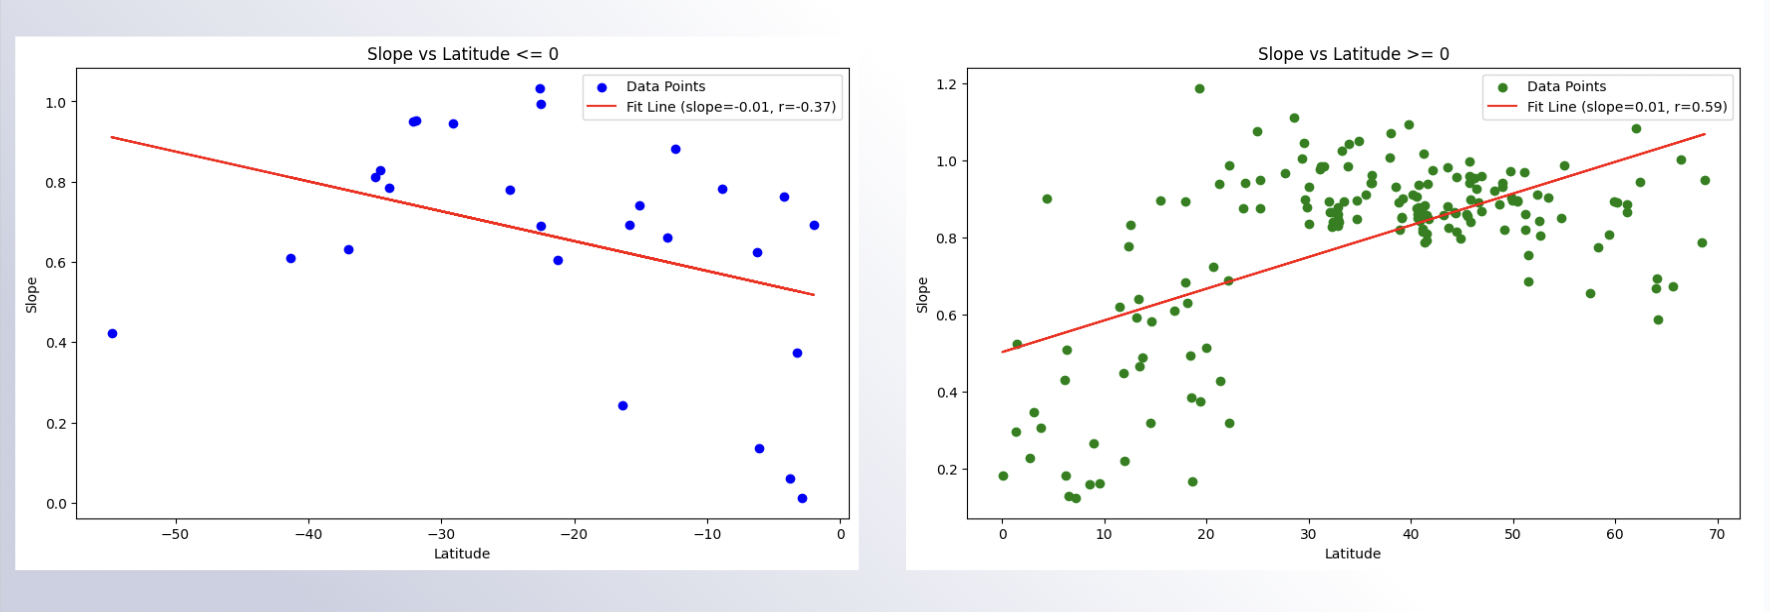 Slope vs Latitude <= 0
Data Points
Fit Line (slope=-0.01, r=-0.37)
1.0
0.8
0.6
0.4
0.2
0.0
Slope
−50
−40
−30
−20
−10
0
Latitude
Slope vs Latitude >= 0
Data Points
Fit Line (slope=0.01, r=0.59)
1.2
1.0
0.8
0.6
0.4
0.2
Slope
0
10
20
30
40
50
60
70
Latitude